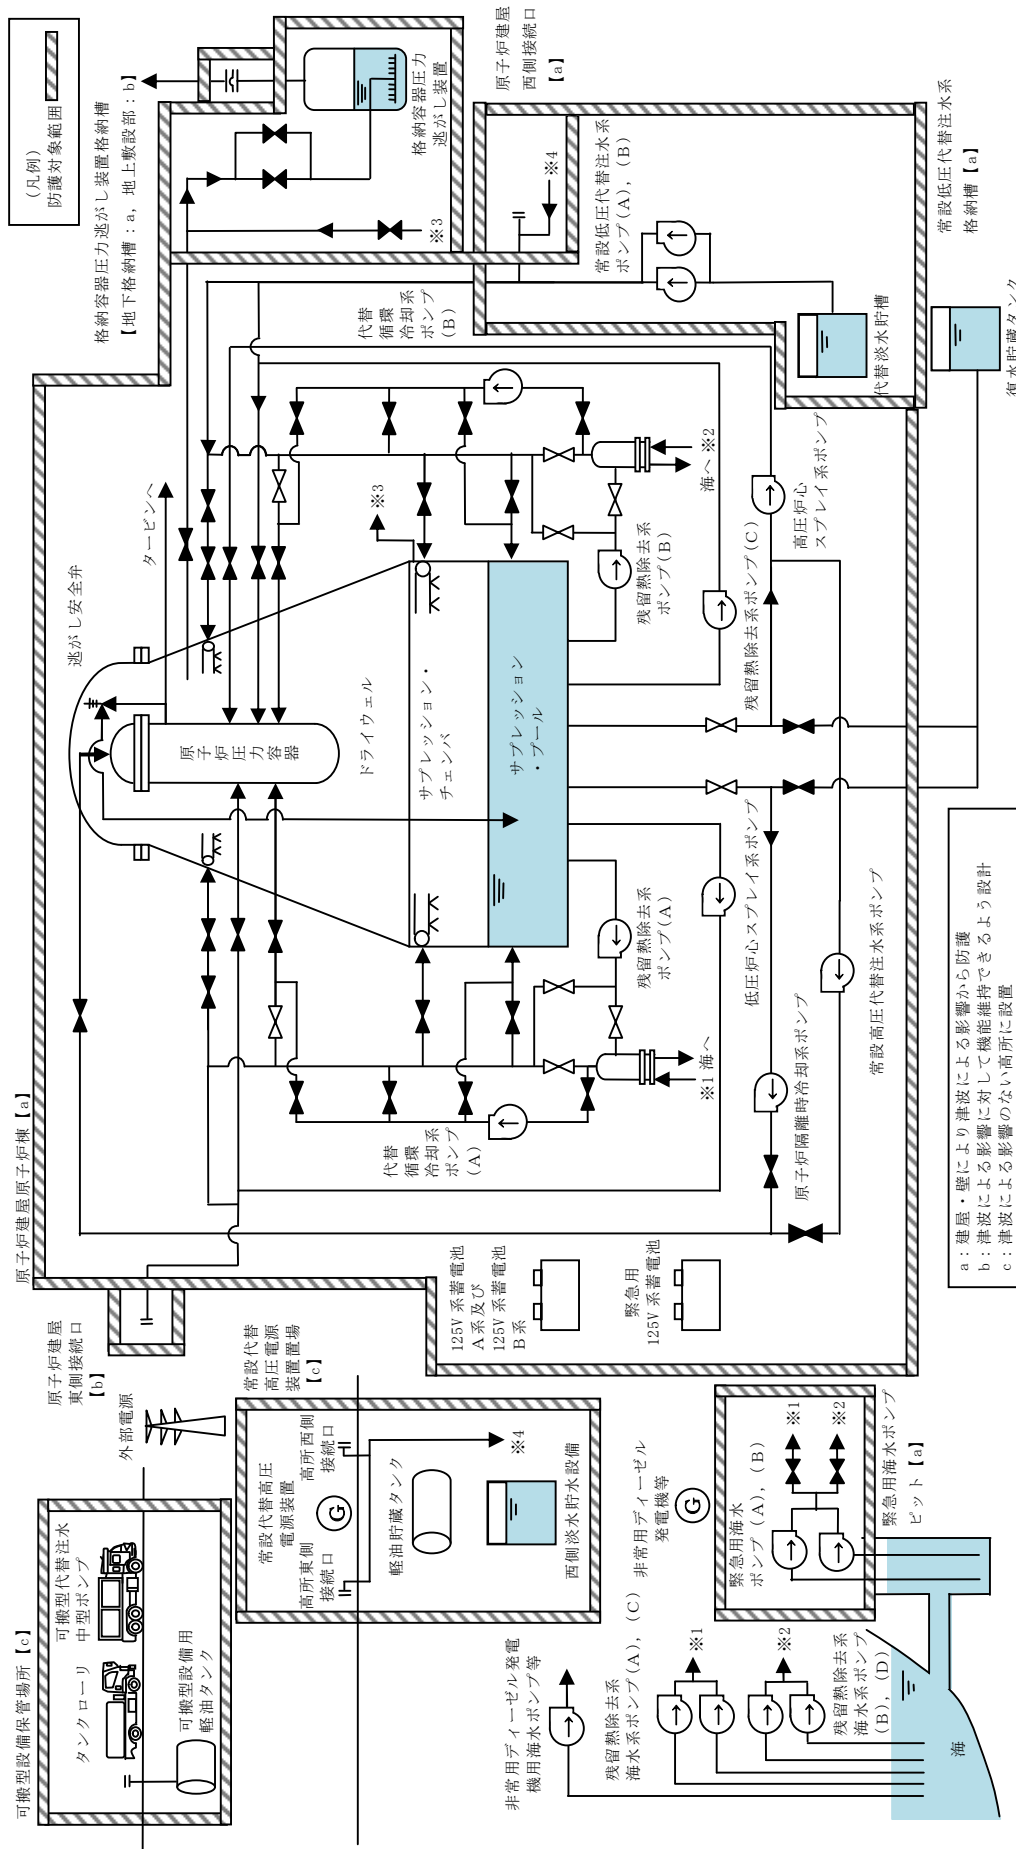 (凡例)
防護対象範囲
格納容器圧力逃がし装置格納槽
【地下格納槽：a，地上敷設部：b】
格納容器圧力
逃がし装置
※3
原子炉建屋
西側接続口
【a】
※4
常設低圧代替注水系
ポンプ(A)，(B)
常設低圧代替注水系
格納槽【a】
代替淡水貯槽
復水貯蔵タンク
原子炉建屋原子炉棟【a】
逃がし安全弁
タービンへ
代替
循環
冷却系
ポンプ
(B)
※3
海へ
※2
原子炉圧力容器
ドライウェル
サプレッション・
チェンバ
サプレッション
・プール
残留熱除去系
ポンプ(B)
残留熱除去系ポンプ(C)
高圧炉心
スプレイ系ポンプ
残留熱除去系
ポンプ(A)
低圧炉心スプレイ系ポンプ
常設高圧代替注水系ポンプ
原子炉隔離時冷却系ポンプ
※1
海へ
代替
循環
冷却系
ポンプ
(A)
125V 系蓄電池
A系及び
125V 系蓄電池
B系
緊急用
125V 系蓄電池
a：建屋・壁により津波による影響から防護
b：津波による影響に対して機能維持できるよう設計
c：津波による影響のない高所に設置
原子炉建屋
東側接続口
【b】
外部電源
常設代替
高圧電源
装置置場
【c】
高所西側
接続口
常設代替高圧
電源装置
G
高所東側
接続口
軽油貯蔵タンク
※4
西側淡水貯水設備
可搬型設備保管場所【c】
可搬型代替注水
中型ポンプ
タンクローリ
可搬型設備用
軽油タンク
非常用ディーゼル
発電機等
G
緊急用海水
ポンプ(A)，(B)
※1
※2
緊急用海水ポンプ
ピット【a】
非常用ディーゼル発電
機用海水ポンプ等
残留熱除去系
海水系ポンプ(A)，(C)
※1
※2
残留熱除去系
海水系ポンプ
(B)，(D)
海